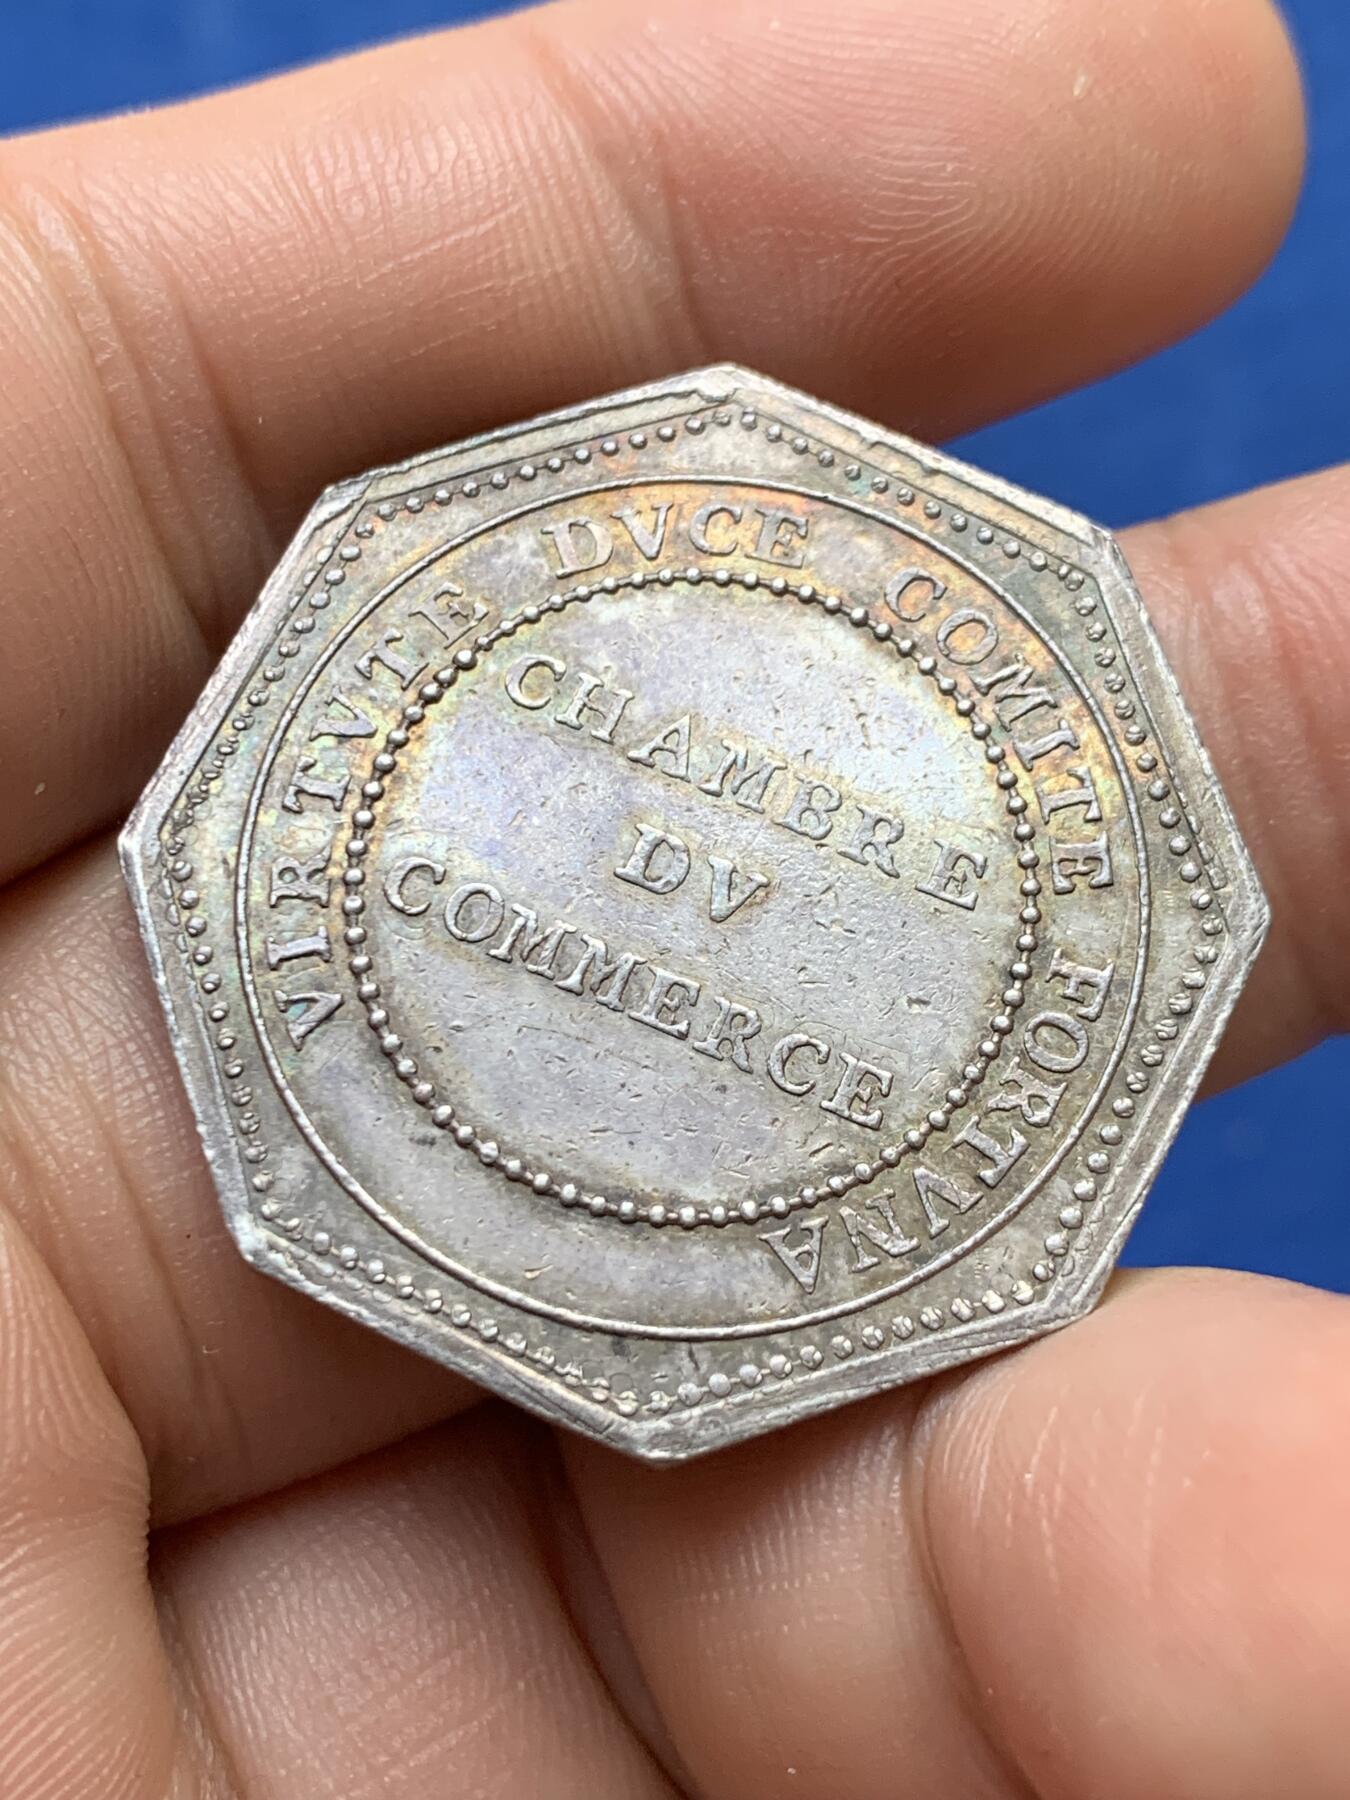 VIRTVTE DVCE COMITE FORTVNA
CHAMBRE
DV
COMMERCE